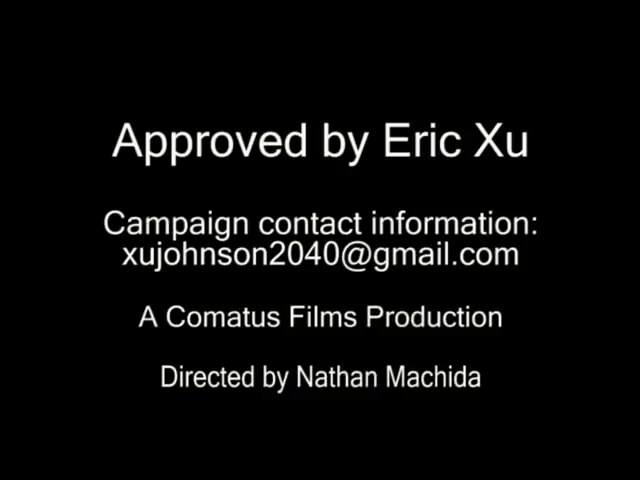 Approved by Eric Xu
Campaign contact information:
xujohnson2040@gmail.com
A Comatus Films Production
Directed by Nathan Machida